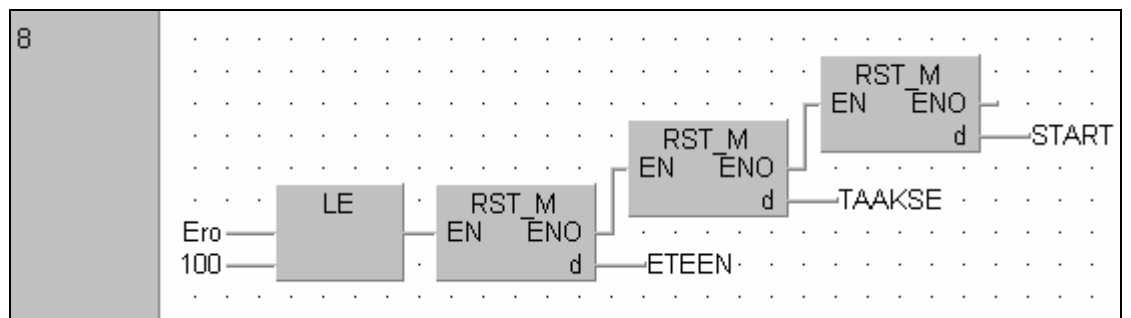 8
RST_M
EN ENO
d START
RST_M
EN ENO
d TAAKSE
LE RST_M
Ero EN ENO
100 d ETEEN